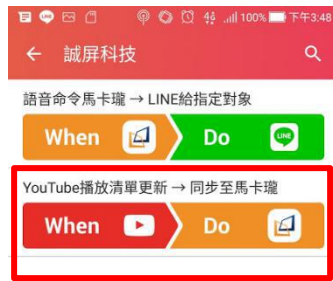 100% 下午3:48
誠屏科技
語音命令馬卡瓏 → LINE給指定對象
When Do LINE
YouTube播放清單更新 → 同步至馬卡瓏
When Do